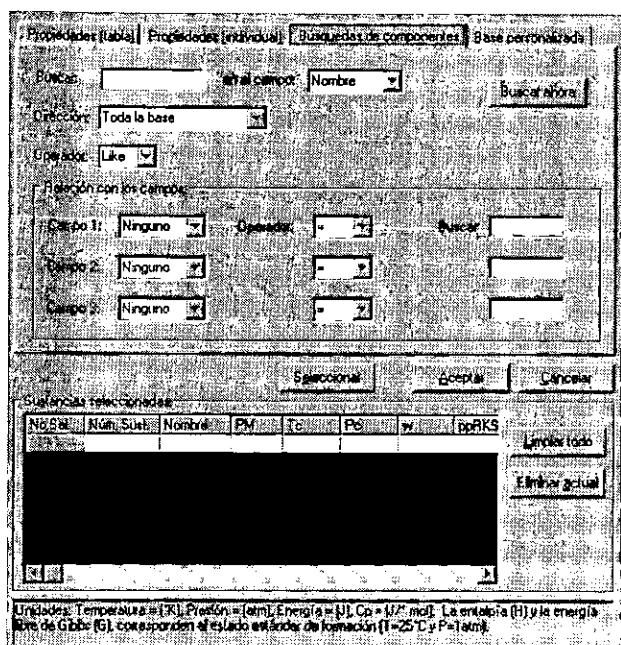 Propiedades [tabla] Propiedades [individual] Búsquedas de componentes Base personalizada
Buscar: en el campo: Nombre
Buscar ahora
Dirección: Toda la base
Operador: Like
Relación con los campos
Campo 1: Ninguno Operador: = Buscar:
Campo 2: Ninguno =
Campo 3: Ninguno =
Seleccionar Aceptar Cancelar
Sustancias seleccionadas
No.Sel. Núm. Sust. Nombre PM Tc Pc w ppRKS
Limpiar todo
Eliminar actual
Unidades: Temperatura = [°K], Presión = [atm], Energía = [J], Cp = [J/° mol]. La entalpía (H) y la energía
libre de Gibbs (G), corresponden al estado estándar de formación (T=25°C y P=1atm).